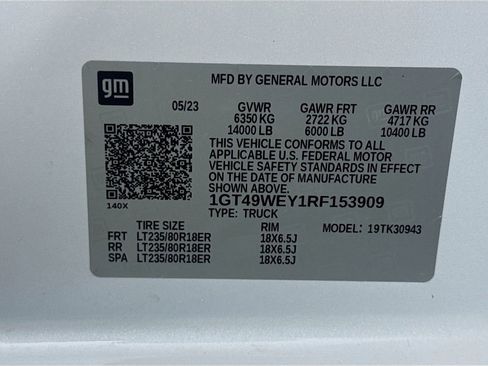 gm
MFD BY GENERAL MOTORS LLC
05/23 GVWR GAWR FRT GAWR RR
6350 KG 2722 KG 4717 KG
14000 LB 6000 LB 10400 LB
THIS VEHICLE CONFORMS TO ALL
APPLICABLE U.S. FEDERAL MOTOR
VEHICLE SAFETY STANDARDS IN EFFECT
ON THE DATE OF MANUFACTURE
SHOWN ABOVE.
1GT49WEY1RF153909
140X TYPE: TRUCK
TIRE SIZE RIM MODEL: 19TK30943
FRT LT235/80R18ER 18X6.5J
RR LT235/80R18ER 18X6.5J
SPA LT235/80R18ER 18X6.5J